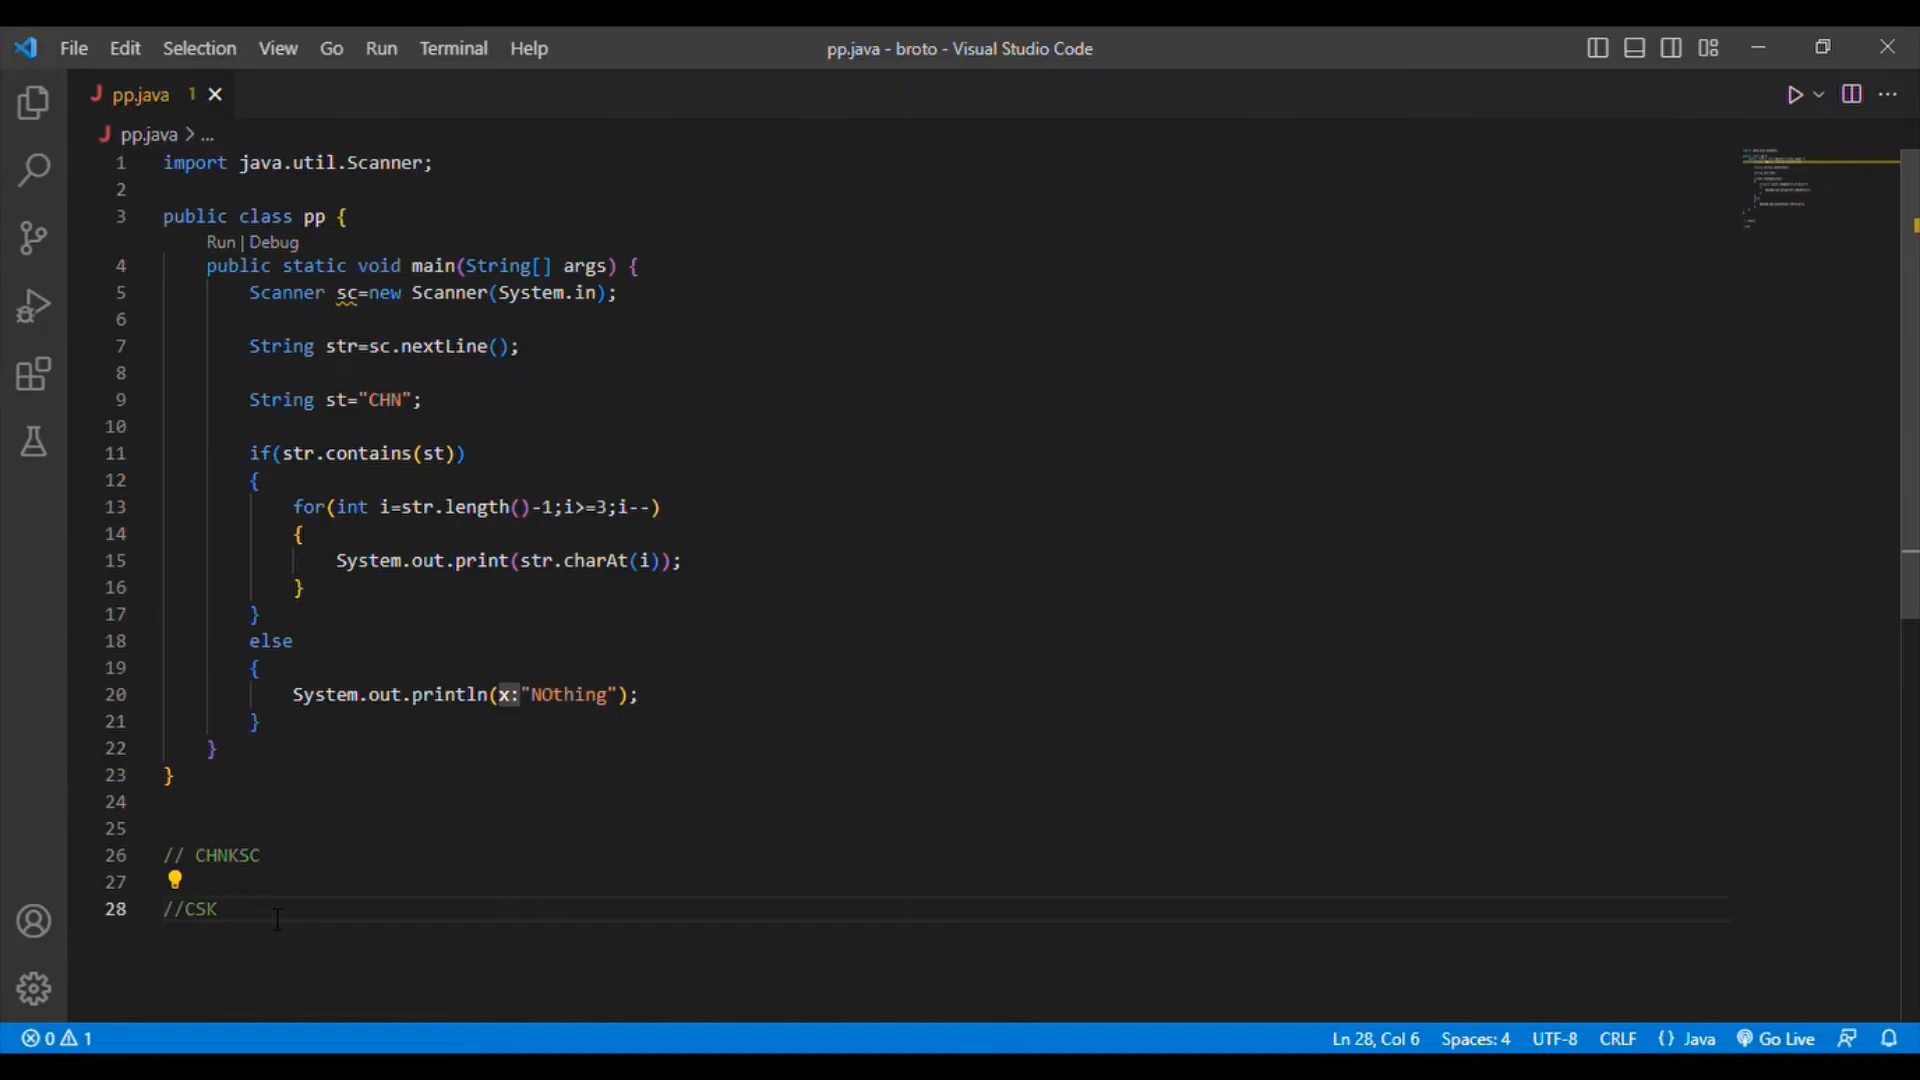 File Edit Selection View Go Run Terminal Help pp.java - broto - Visual Studio Code
J pp.java 1
J pp.java > ...
1 import java.util.Scanner;
2
3 public class pp {
Run | Debug
4 public static void main(String[] args) {
5 Scanner sc=new Scanner(System.in);
6
7 String str=sc.nextLine();
8
9 String st="CHN";
10
11 if(str.contains(st))
12 {
13 for(int i=str.length()-1;i>=3;i--)
14 {
15 System.out.print(str.charAt(i));
16 }
17 }
18 else
19 {
20 System.out.println(x:"NOthing");
21 }
22 }
23 }
24
25
26 // CHNKSC
27
28 //CSK
0 1 Ln 28, Col 6 Spaces: 4 UTF-8 CRLF {} Java Go Live